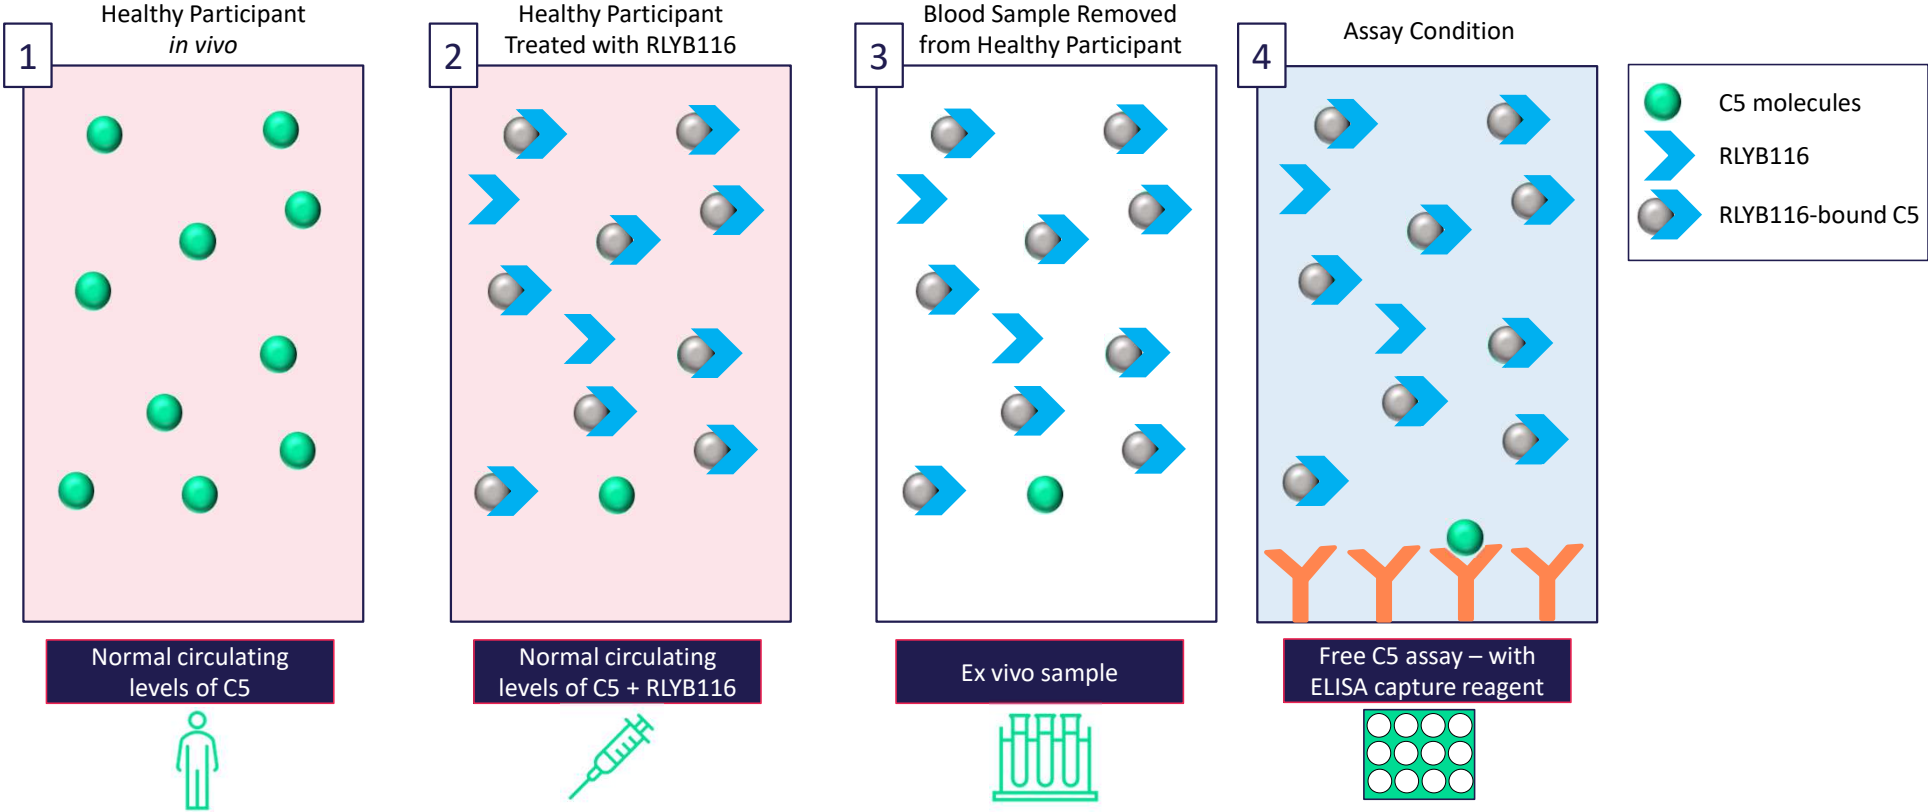 Healthy Participant
in vivo
1
Healthy Participant
Treated with RLYB116
2
Blood Sample Removed
from Healthy Participant
3
Assay Condition
4
C5 molecules
RLYB116
RLYB116-bound C5
Normal circulating
levels of C5
Normal circulating
levels of C5 + RLYB116
Ex vivo sample
Free C5 assay – with
ELISA capture reagent